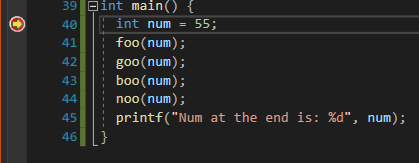 39 int main() {
40 int num = 55;
41 foo(num);
42 goo(num);
43 boo(num);
44 noo(num);
45 printf("Num at the end is: %d", num);
46 }